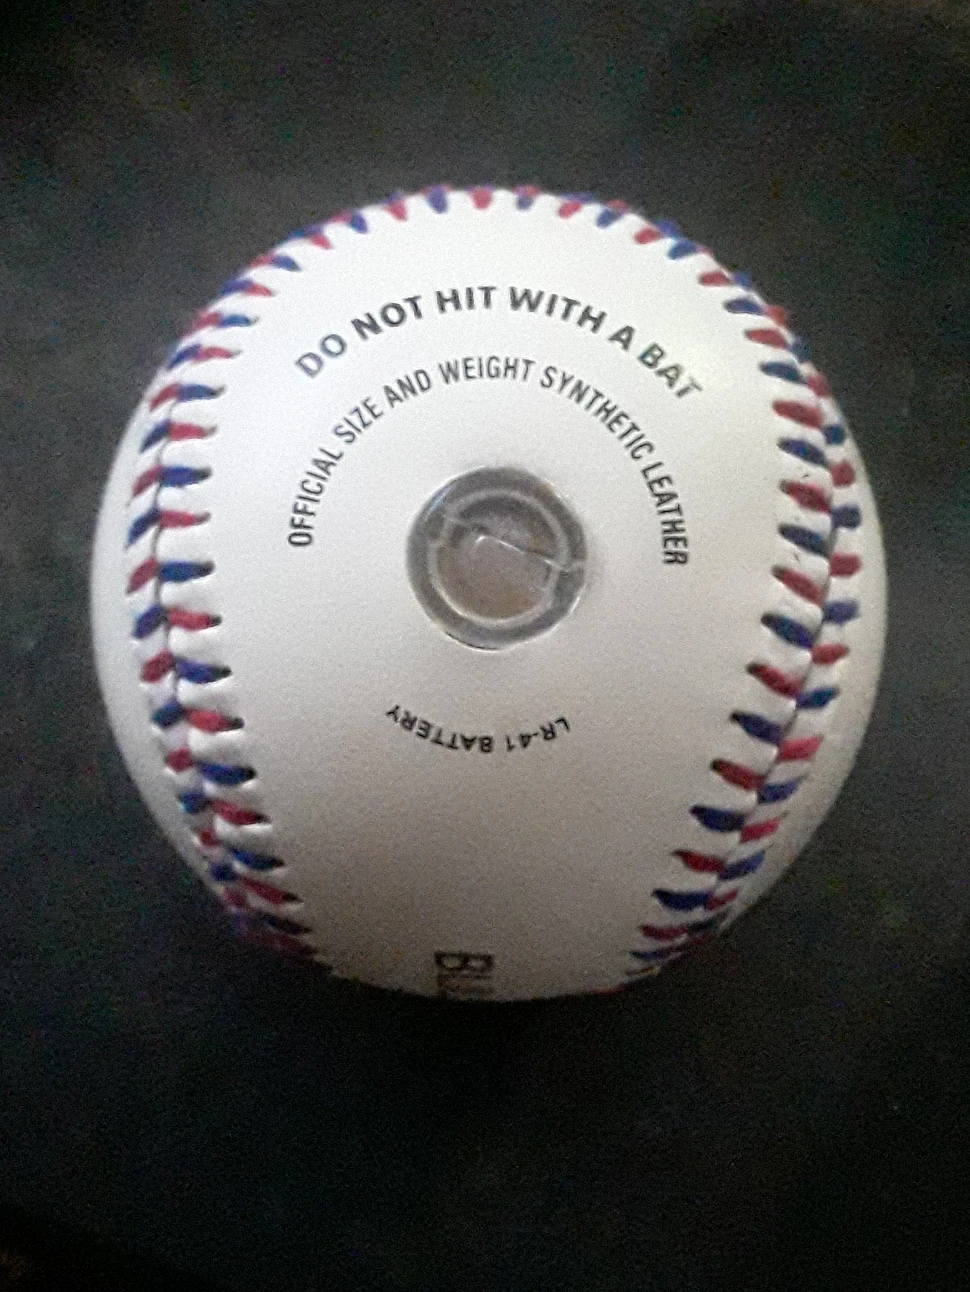 DO NOT HIT WITH A BAT
OFFICIAL SIZE AND WEIGHT SYNTHETIC LEATHER
LR-41 BATTERY